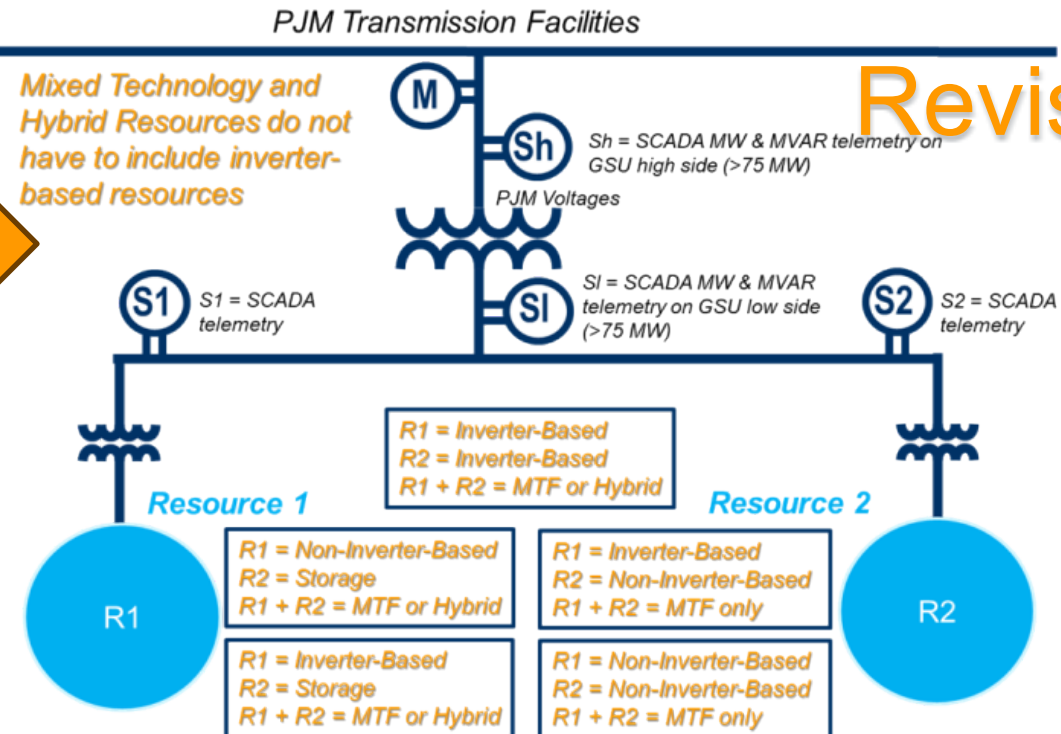 PJM Transmission Facilities
Mixed Technology and
Hybrid Resources do not
have to include inverter-
based resources
M
Revis
Sh
Sh = SCADA MW & MVAR telemetry on
GSU high side (>75 MW)
PJM Voltages
S1
S1 = SCADA
telemetry
SI
SI = SCADA MW & MVAR
telemetry on GSU low side
(>75 MW)
S2
S2 = SCADA
telemetry
R1 = Inverter-Based
R2 = Inverter-Based
R1 + R2 = MTF or Hybrid
Resource 1
Resource 2
R1
R1 = Non-Inverter-Based
R2 = Storage
R1 + R2 = MTF or Hybrid
R1 = Inverter-Based
R2 = Non-Inverter-Based
R1 + R2 = MTF only
R2
R1 = Inverter-Based
R2 = Storage
R1 + R2 = MTF or Hybrid
R1 = Non-Inverter-Based
R2 = Non-Inverter-Based
R1 + R2 = MTF only